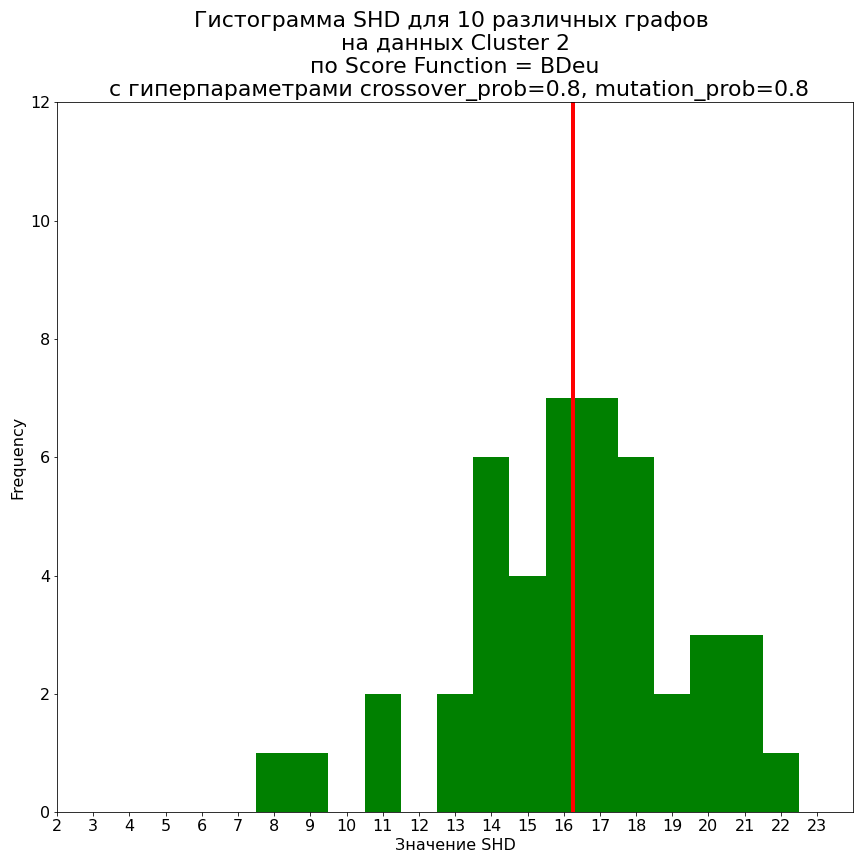 Гистограмма SHD для 10 различных графов
на данных Cluster 2
по Score Function = BDeu
с гиперпараметрами crossover_prob=0.8, mutation_prob=0.8
12
10
8
6
4
2
0
Frequency
2 3 4 5 6 7 8 9 10 11 12 13 14 15 16 17 18 19 20 21 22 23
Значение SHD